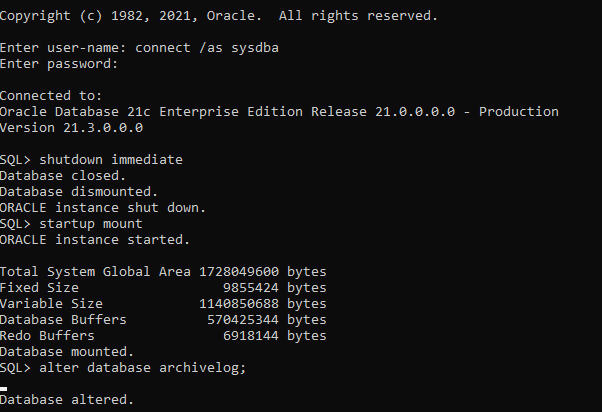 Copyright (c) 1982, 2021, Oracle.  All rights reserved.
Enter user-name: connect /as sysdba
Enter password:
Connected to:
Oracle Database 21c Enterprise Edition Release 21.0.0.0.0 - Production
Version 21.3.0.0.0
SQL> shutdown immediate
Database closed.
Database dismounted.
ORACLE instance shut down.
SQL> startup mount
ORACLE instance started.
Total System Global Area 1728049600 bytes
Fixed Size                  9855424 bytes
Variable Size            1140850688 bytes
Database Buffers          570425344 bytes
Redo Buffers                6918144 bytes
Database mounted.
SQL> alter database archivelog;
Database altered.